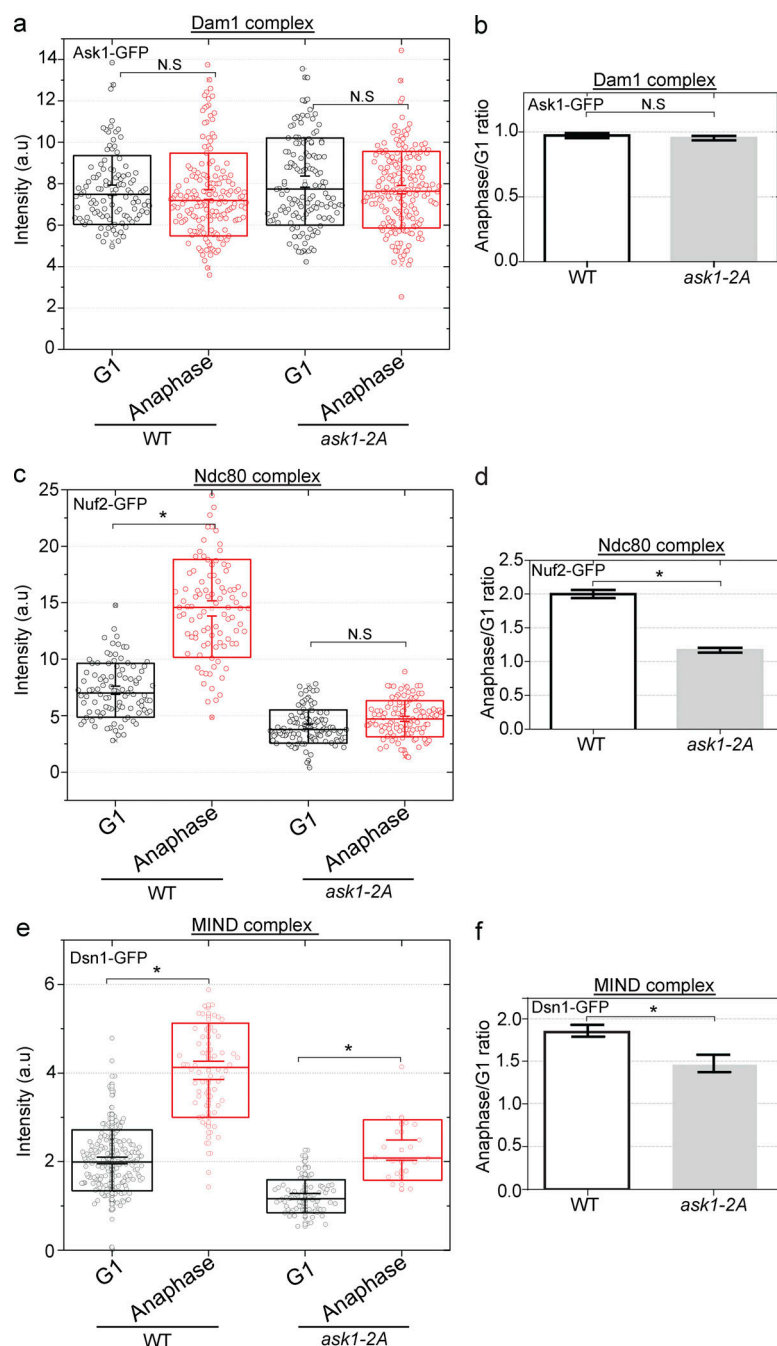 a
Dam1 complex
Ask1-GFP
N.S
N.S
14
12
10
8
6
4
2
0
Intensity (a.u)
G1
Anaphase
G1
Anaphase
WT
ask1-2A
b
Dam1 complex
Ask1-GFP
N.S
1.0
0.5
0.0
Anaphase/G1 ratio
WT
ask1-2A
c
Ndc80 complex
Nuf2-GFP
*
N.S
25
20
15
10
5
0
Intensity (a.u)
G1
Anaphase
G1
Anaphase
WT
ask1-2A
d
Ndc80 complex
Nuf2-GFP
*
2.5
2.0
1.5
1.0
0.5
0.0
Anaphase/G1 ratio
WT
ask1-2A
e
MIND complex
Dsn1-GFP
*
*
6
4
2
0
Intensity (a.u)
G1
Anaphase
G1
Anaphase
WT
ask1-2A
f
MIND complex
Dsn1-GFP
*
2.0
1.5
1.0
0.5
0.0
Anaphase/G1 ratio
WT
ask1-2A